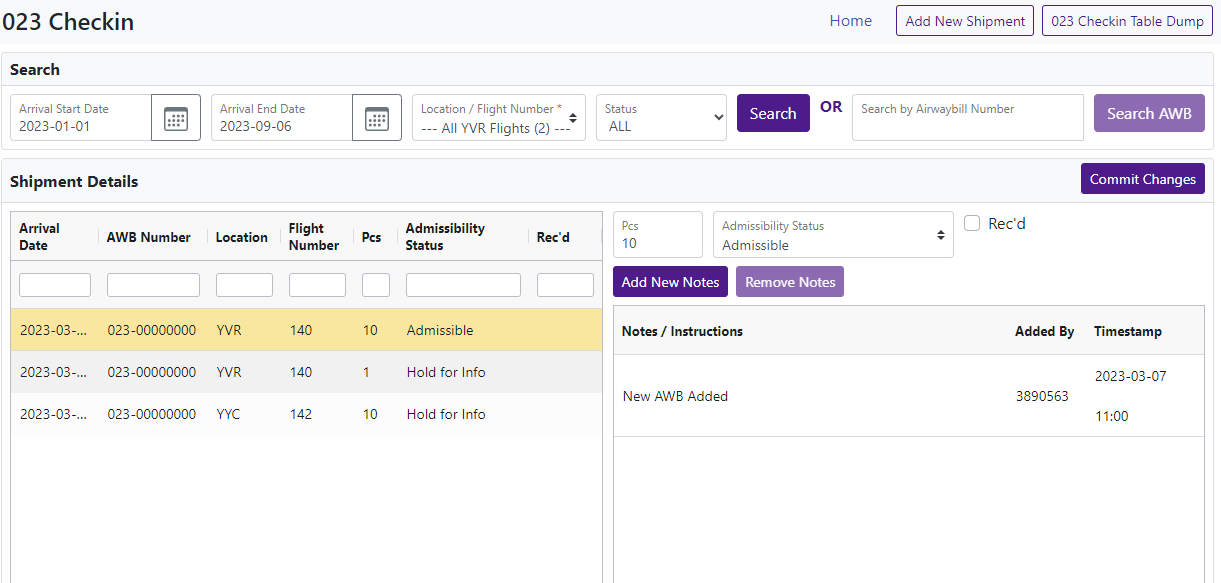 023 Checkin
Home
Add New Shipment
023 Checkin Table Dump
Search
Arrival Start Date
2023-01-01
Arrival End Date
2023-09-06
Location / Flight Number *
--- All YVR Flights (2) ---
Status
ALL
Search
OR
Search by Airwaybill Number
Search AWB
Shipment Details
Commit Changes
Arrival Date AWB Number Location Flight Number Pcs Admissibility Status Rec'd
2023-03-... 023-00000000 YVR 140 10 Admissible
2023-03-... 023-00000000 YVR 140 1 Hold for Info
2023-03-... 023-00000000 YYC 142 10 Hold for Info
Pcs
10
Admissibility Status
Admissible
Rec'd
Add New Notes
Remove Notes
Notes / Instructions Added By Timestamp
New AWB Added 3890563 2023-03-07
11:00